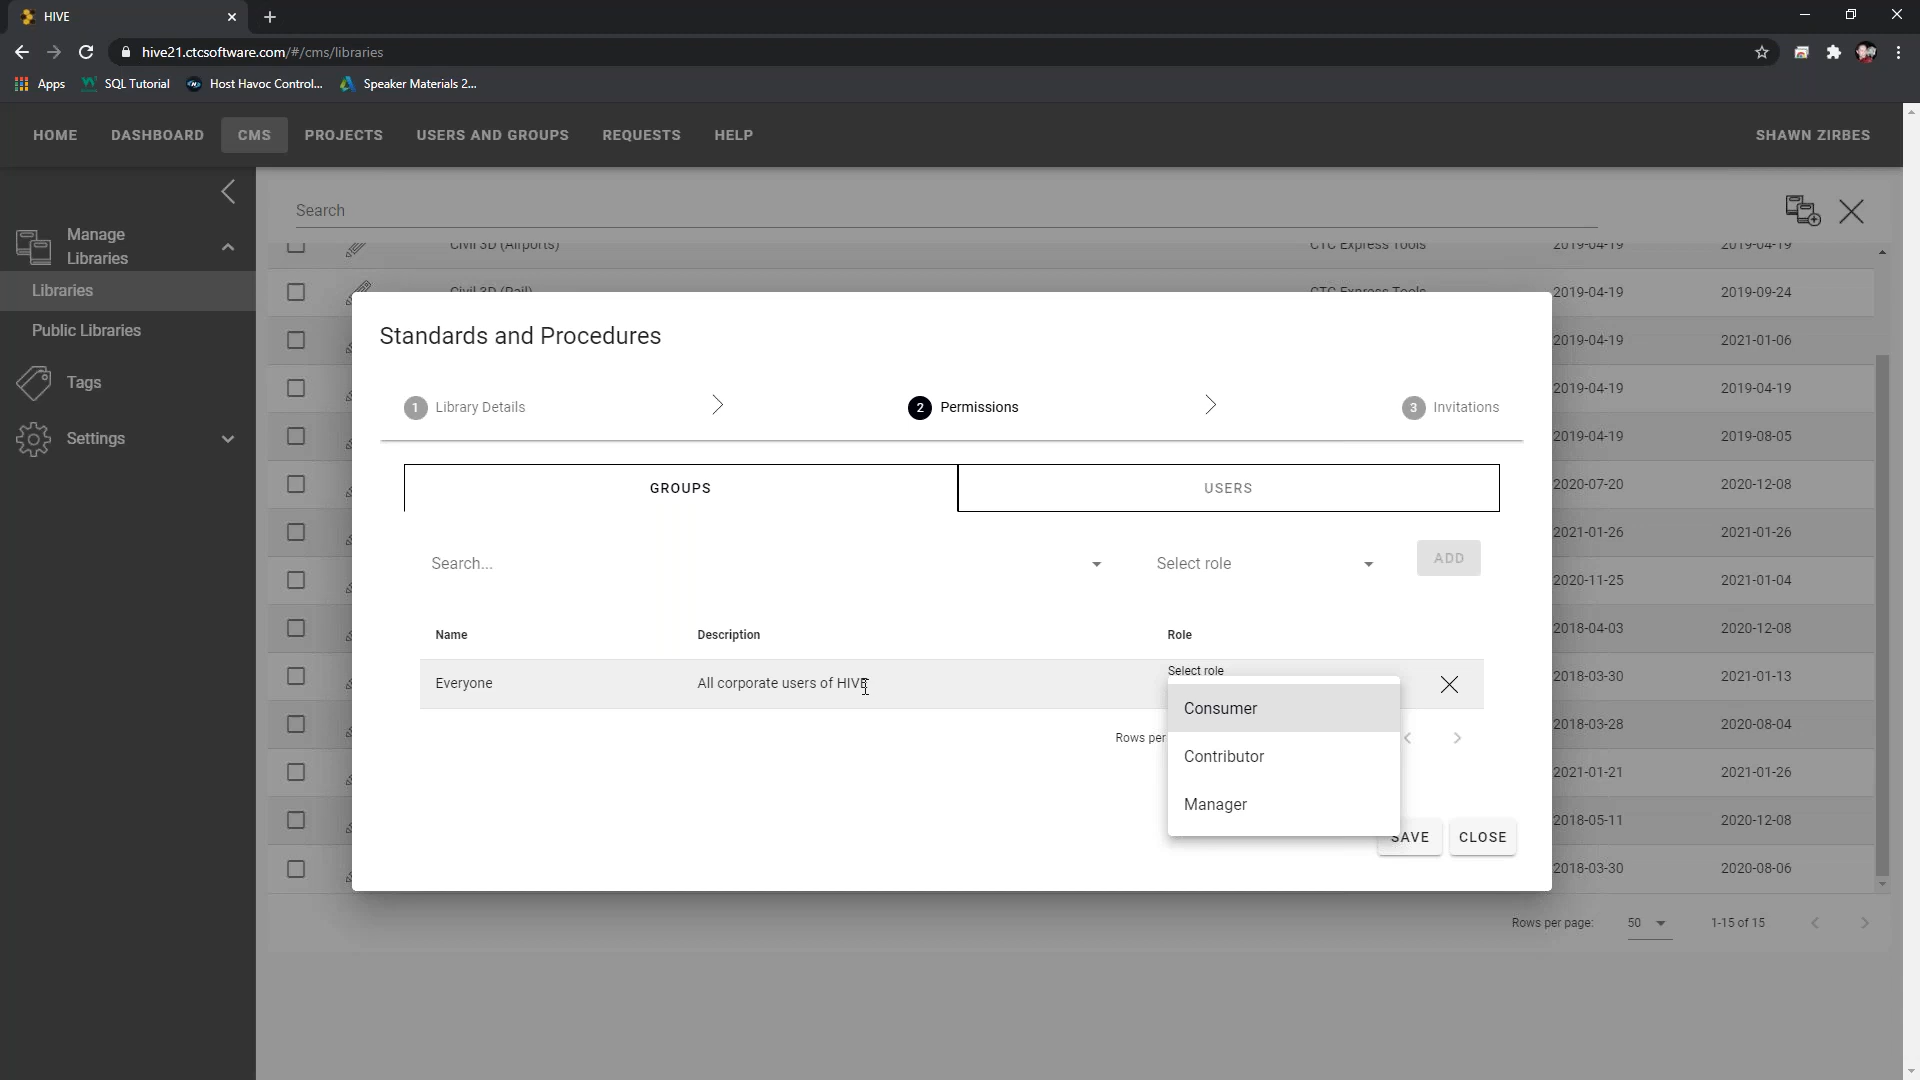 HIVE
hive21.ctcsoftware.com/#/cms/libraries
Apps
SQL Tutorial
Host Havoc Control...
Speaker Materials 2...
HOME
DASHBOARD
CMS
PROJECTS
USERS AND GROUPS
REQUESTS
HELP
SHAWN ZIRBES
Manage
Libraries
Libraries
Public Libraries
Tags
Settings
Search
Civil 3D (Airports) CTC Express Tools 2019-04-19 2019-04-19
Civil 3D (Rail) CTC Express Tools 2019-04-19 2019-09-24
2019-04-19 2021-01-06
2019-04-19 2019-04-19
2019-04-19 2019-08-05
2020-07-20 2020-12-08
2021-01-26 2021-01-26
2020-11-25 2021-01-04
2018-04-03 2020-12-08
2018-03-30 2021-01-13
2018-03-28 2020-08-04
2021-01-21 2021-01-26
2018-05-11 2020-12-08
2018-03-30 2020-08-06
Rows per page: 50 1-15 of 15
Standards and Procedures
1 Library Details
2 Permissions
3 Invitations
GROUPS
USERS
Search...
Select role
ADD
Name Description Role
Select role
Everyone All corporate users of HIVE
Rows per
Consumer
Contributor
Manager
SAVE
CLOSE